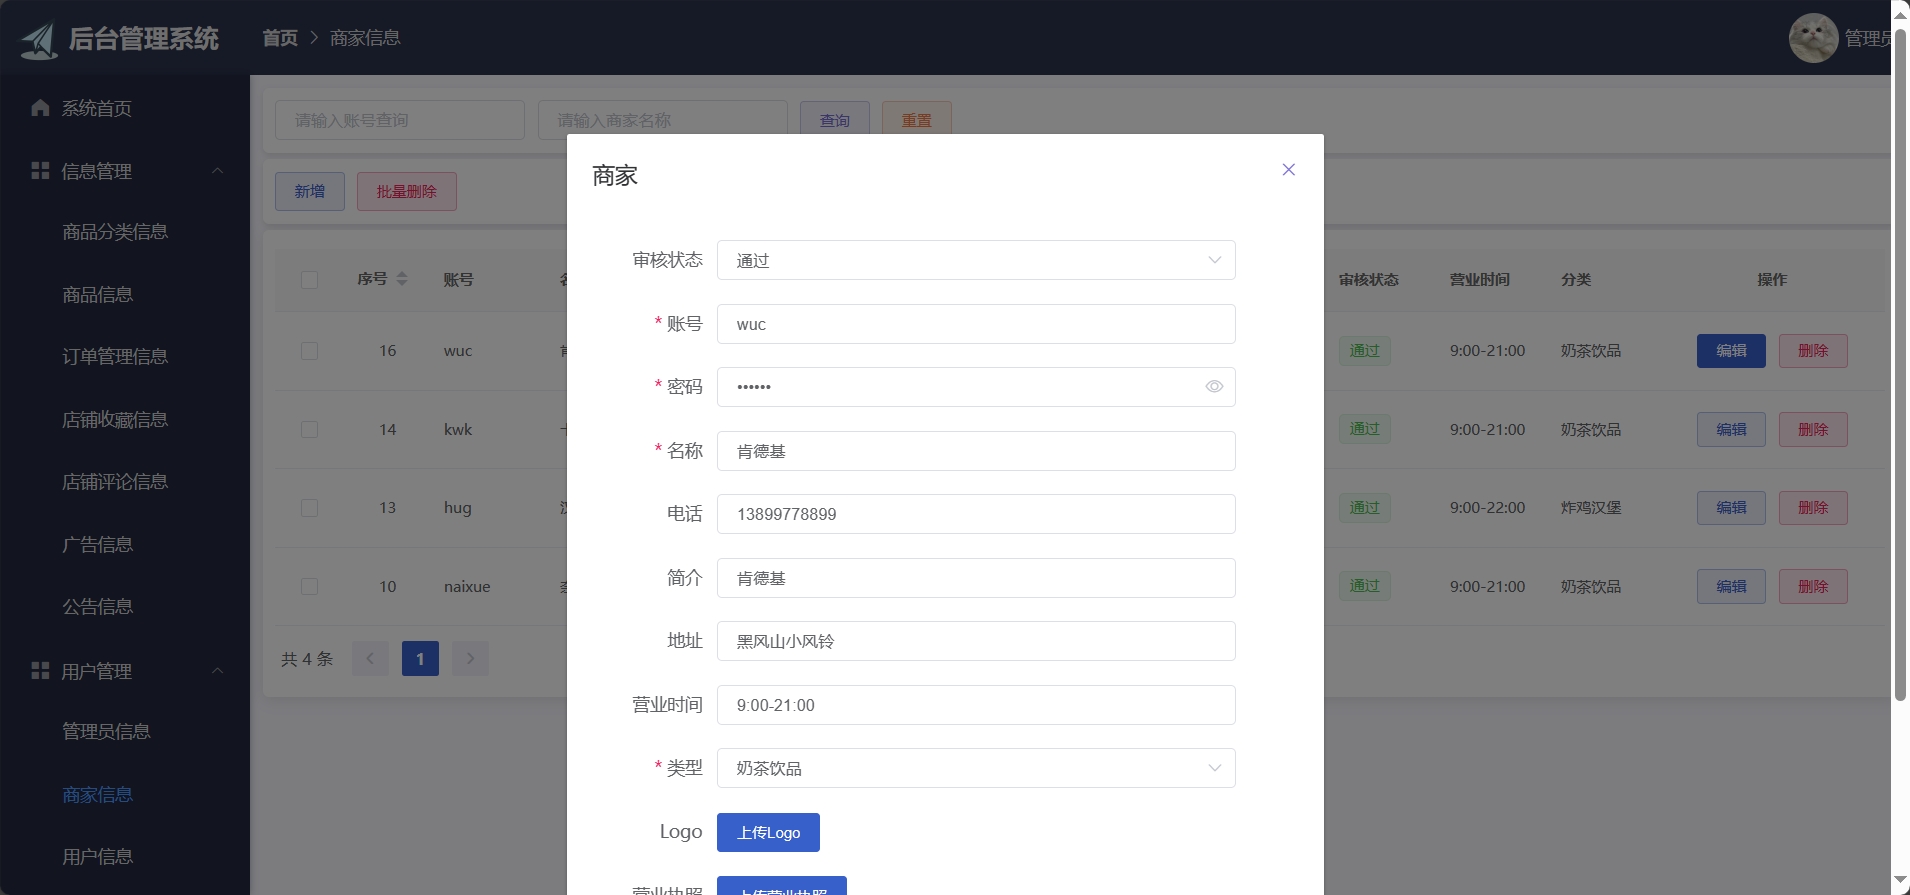 后台管理系统
首页 > 商家信息
管理员
系统首页
信息管理
商品分类信息
商品信息
订单管理信息
店铺收藏信息
店铺评论信息
广告信息
公告信息
用户管理
管理员信息
商家信息
用户信息
请输入账号查询 请输入商家名称 查询 重置
新增 批量删除
序号 账号 审核状态 营业时间 分类 操作
16 wuc 通过 9:00-21:00 奶茶饮品 编辑 删除
14 kwk 通过 9:00-21:00 奶茶饮品 编辑 删除
13 hug 通过 9:00-22:00 炸鸡汉堡 编辑 删除
10 naixue 通过 9:00-21:00 奶茶饮品 编辑 删除
共 4 条 1
商家
审核状态 通过
* 账号 wuc
* 密码 ••••••
* 名称 肯德基
电话 13899778899
简介 肯德基
地址 黑风山小风铃
营业时间 9:00-21:00
* 类型 奶茶饮品
Logo 上传Logo
营业执照 上传营业执照